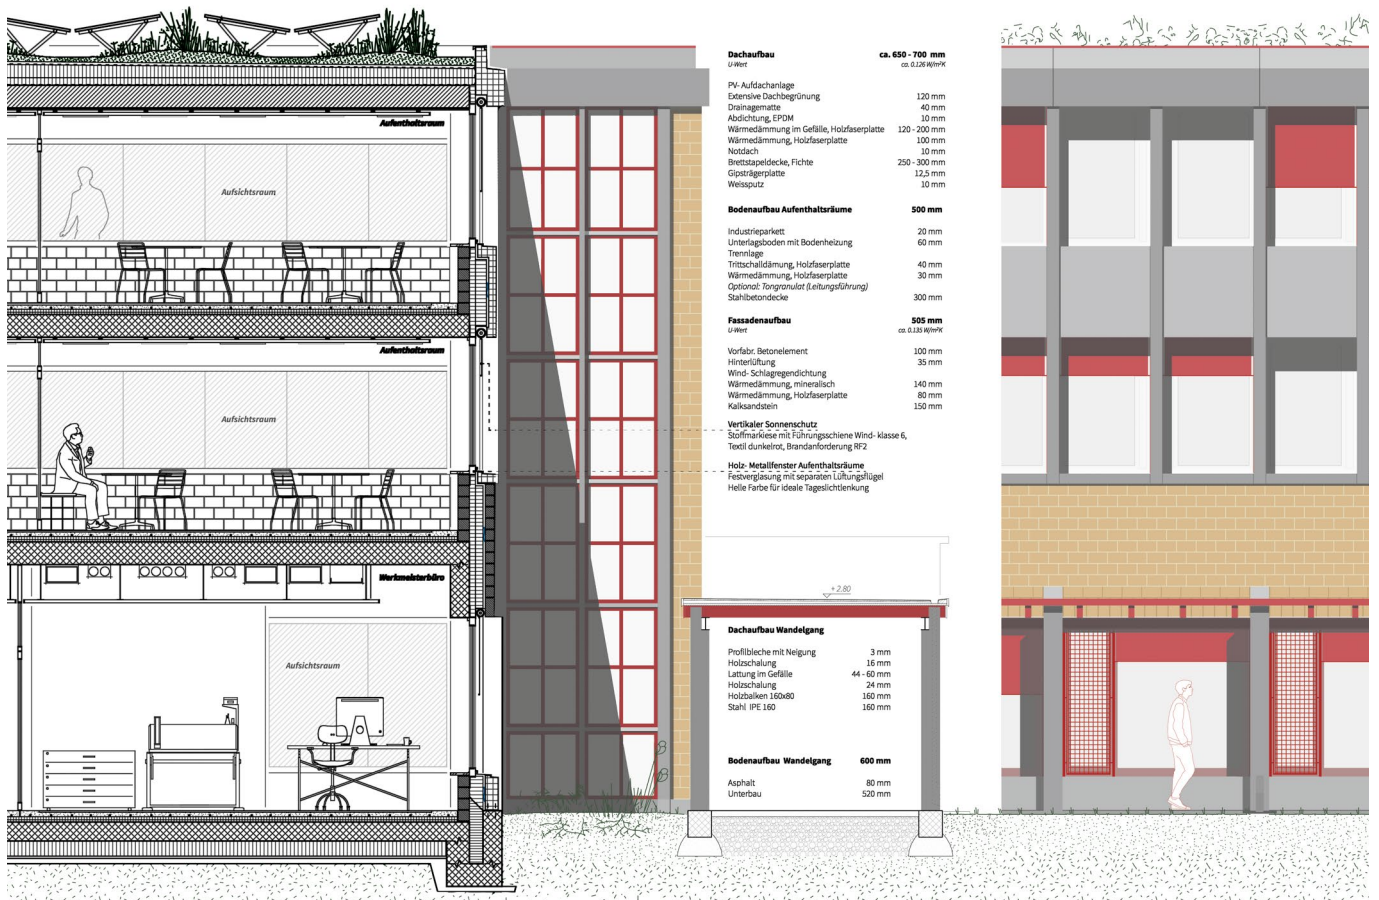 Aufenthaltsraum
Aufsichtsraum
Aufenthaltsraum
Aufsichtsraum
Werkmeisterbüro
Aufsichtsraum
Dachaufbau ca. 650 - 700 mm
U-Wert ca. 0.126 W/m²K
PV- Aufdachanlage
Extensive Dachbegrünung 120 mm
Drainagematte 40 mm
Abdichtung, EPDM 10 mm
Wärmedämmung im Gefälle, Holzfaserplatte 120 - 200 mm
Wärmedämmung, Holzfaserplatte 100 mm
Notdach 10 mm
Brettstapeldecke, Fichte 250 - 300 mm
Gipsträgerplatte 12,5 mm
Weissputz 10 mm
Bodenaufbau Aufenthaltsräume 500 mm
Industrieparkett 20 mm
Unterlagsboden mit Bodenheizung 60 mm
Trennlage
Trittschalldämung, Holzfaserplatte 40 mm
Wärmedämmung, Holzfaserplatte 30 mm
Optional: Tongranulat (Leitungsführung)
Stahlbetondecke 300 mm
Fassadenaufbau 505 mm
U-Wert ca. 0.135 W/m²K
Vorfabr. Betonelement 100 mm
Hinterlüftung 35 mm
Wind- Schlagregendichtung
Wärmedämmung, mineralisch 140 mm
Wärmedämmung, Holzfaserplatte 80 mm
Kalksandstein 150 mm
Vertikaler Sonnenschutz
Stoffmarkiese mit Führungsschiene Wind- klasse 6,
Textil dunkelrot, Brandanforderung RF2
Holz- Metallfenster Aufenthaltsräume
Festverglasung mit separaten Lüftungsflügel
Helle Farbe für ideale Tageslichtlenkung
+ 2.80
Dachaufbau Wandelgang
Profilbleche mit Neigung 3 mm
Holzschalung 16 mm
Lattung im Gefälle 44 - 60 mm
Holzschalung 24 mm
Holzbalken 160x80 160 mm
Stahl IPE 160 160 mm
Bodenaufbau Wandelgang 600 mm
Asphalt 80 mm
Unterbau 520 mm